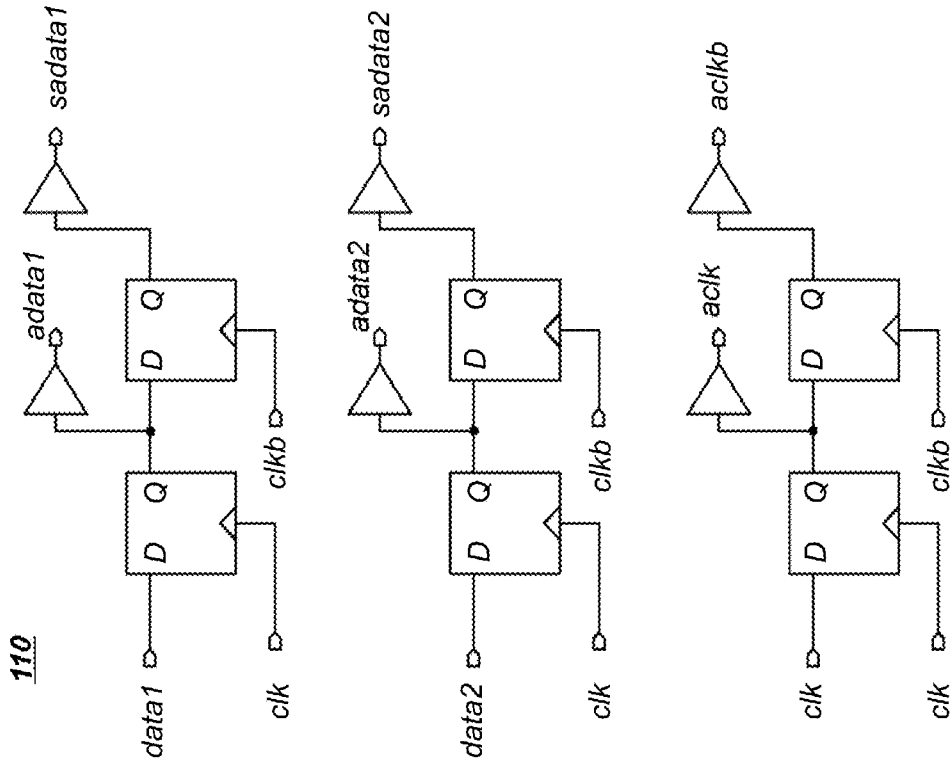 110
adata1
sadata1
D
Q
D
Q
data1
clk
clkb
adata2
sadata2
D
Q
D
Q
data2
clk
clkb
aclk
aclkb
D
Q
D
Q
clk
clk
clkb